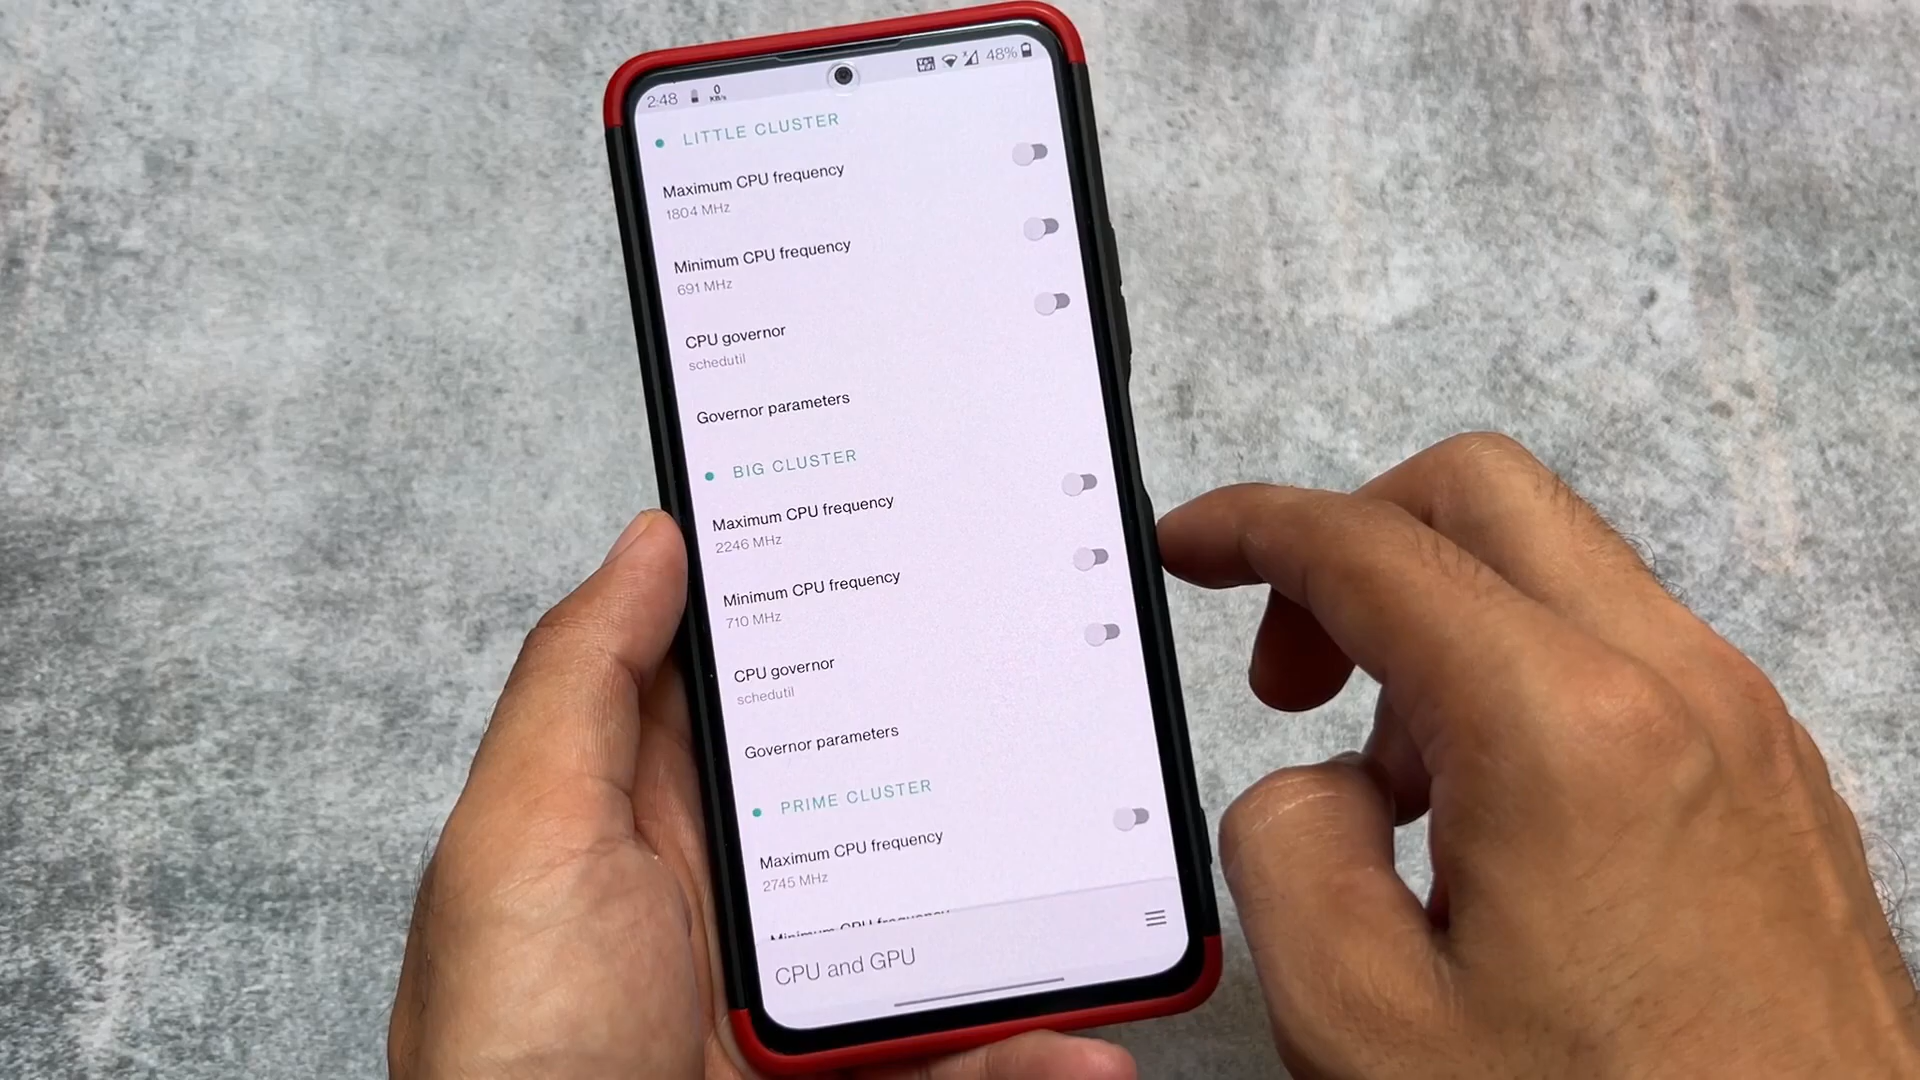 2:48 0 KB/s 48%
LITTLE CLUSTER
Maximum CPU frequency
1804 MHz
Minimum CPU frequency
691 MHz
CPU governor
schedutil
Governor parameters
BIG CLUSTER
Maximum CPU frequency
2246 MHz
Minimum CPU frequency
710 MHz
CPU governor
schedutil
Governor parameters
PRIME CLUSTER
Maximum CPU frequency
2745 MHz
Minimum CPU frequency
CPU and GPU